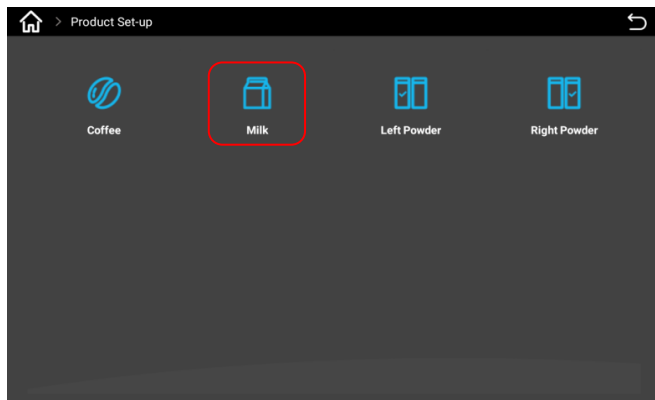 > Product Set-up
Coffee
Milk
Left Powder
Right Powder